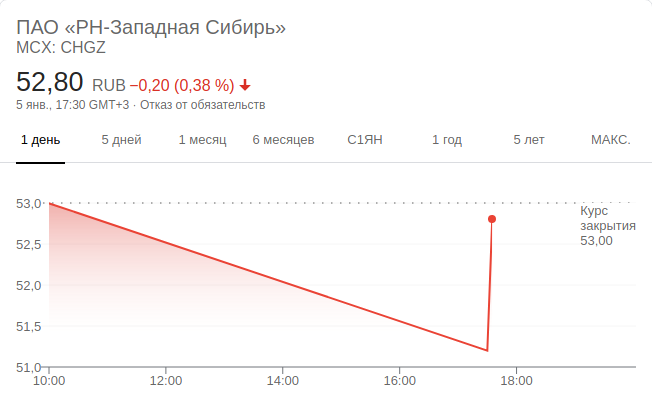 ПАО «РН-Западная Сибирь»
MCX: CHGZ
52,80 RUB −0,20 (0,38 %)
5 янв., 17:30 GMT+3 · Отказ от обязательств
1 день 5 дней 1 месяц 6 месяцев С1ЯН 1 год 5 лет МАКС.
53,0
52,5
52,0
51,5
51,0
Курс
закрытия
53,00
10:00 12:00 14:00 16:00 18:00